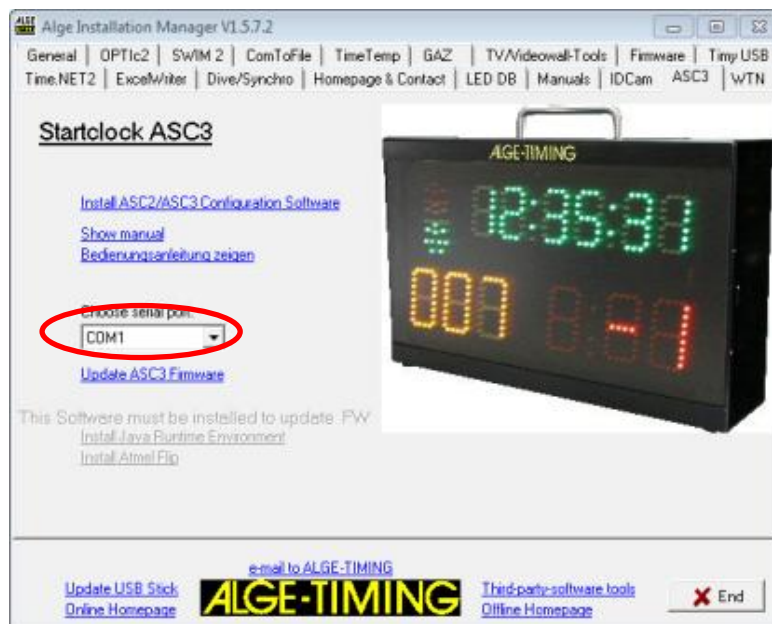 Alge Installation Manager V1.5.7.2
General OPTIc2 SWIM 2 ComToFile TimeTemp GAZ TV/Videowall-Tools Firmware Timy USB
Time.NET2 ExcelWriter Dive/Synchro Homepage & Contact LED DB Manuals IDCam ASC3 WTN
Startclock ASC3
Install ASC2/ASC3 Configuration Software
Show manual
Bedienungsanleitung zeigen
Choose serial port:
COM1
Update ASC3 Firmware
This Software must be installed to update FW
Install Java Runtime Environment
Install Atmel Flip
ALGE-TIMING
12:35:31
007 -1
e-mail to ALGE-TIMING
Update USB Stick
Online Homepage
ALGE-TIMING
Third-party-software tools
Offline Homepage
End